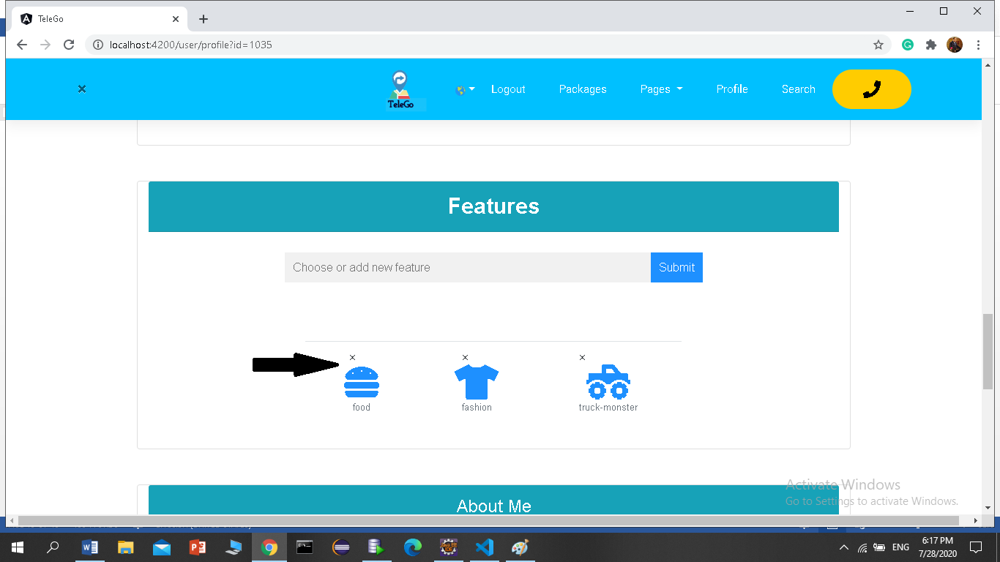 TeleGo
localhost:4200/user/profile?id=1035
TeleGo
Logout
Packages
Pages
Profile
Search
Features
Choose or add new feature
Submit
food
fashion
truck-monster
About Me
Activate Windows
Go to Settings to activate Windows.
ENG
6:17 PM
7/28/2020